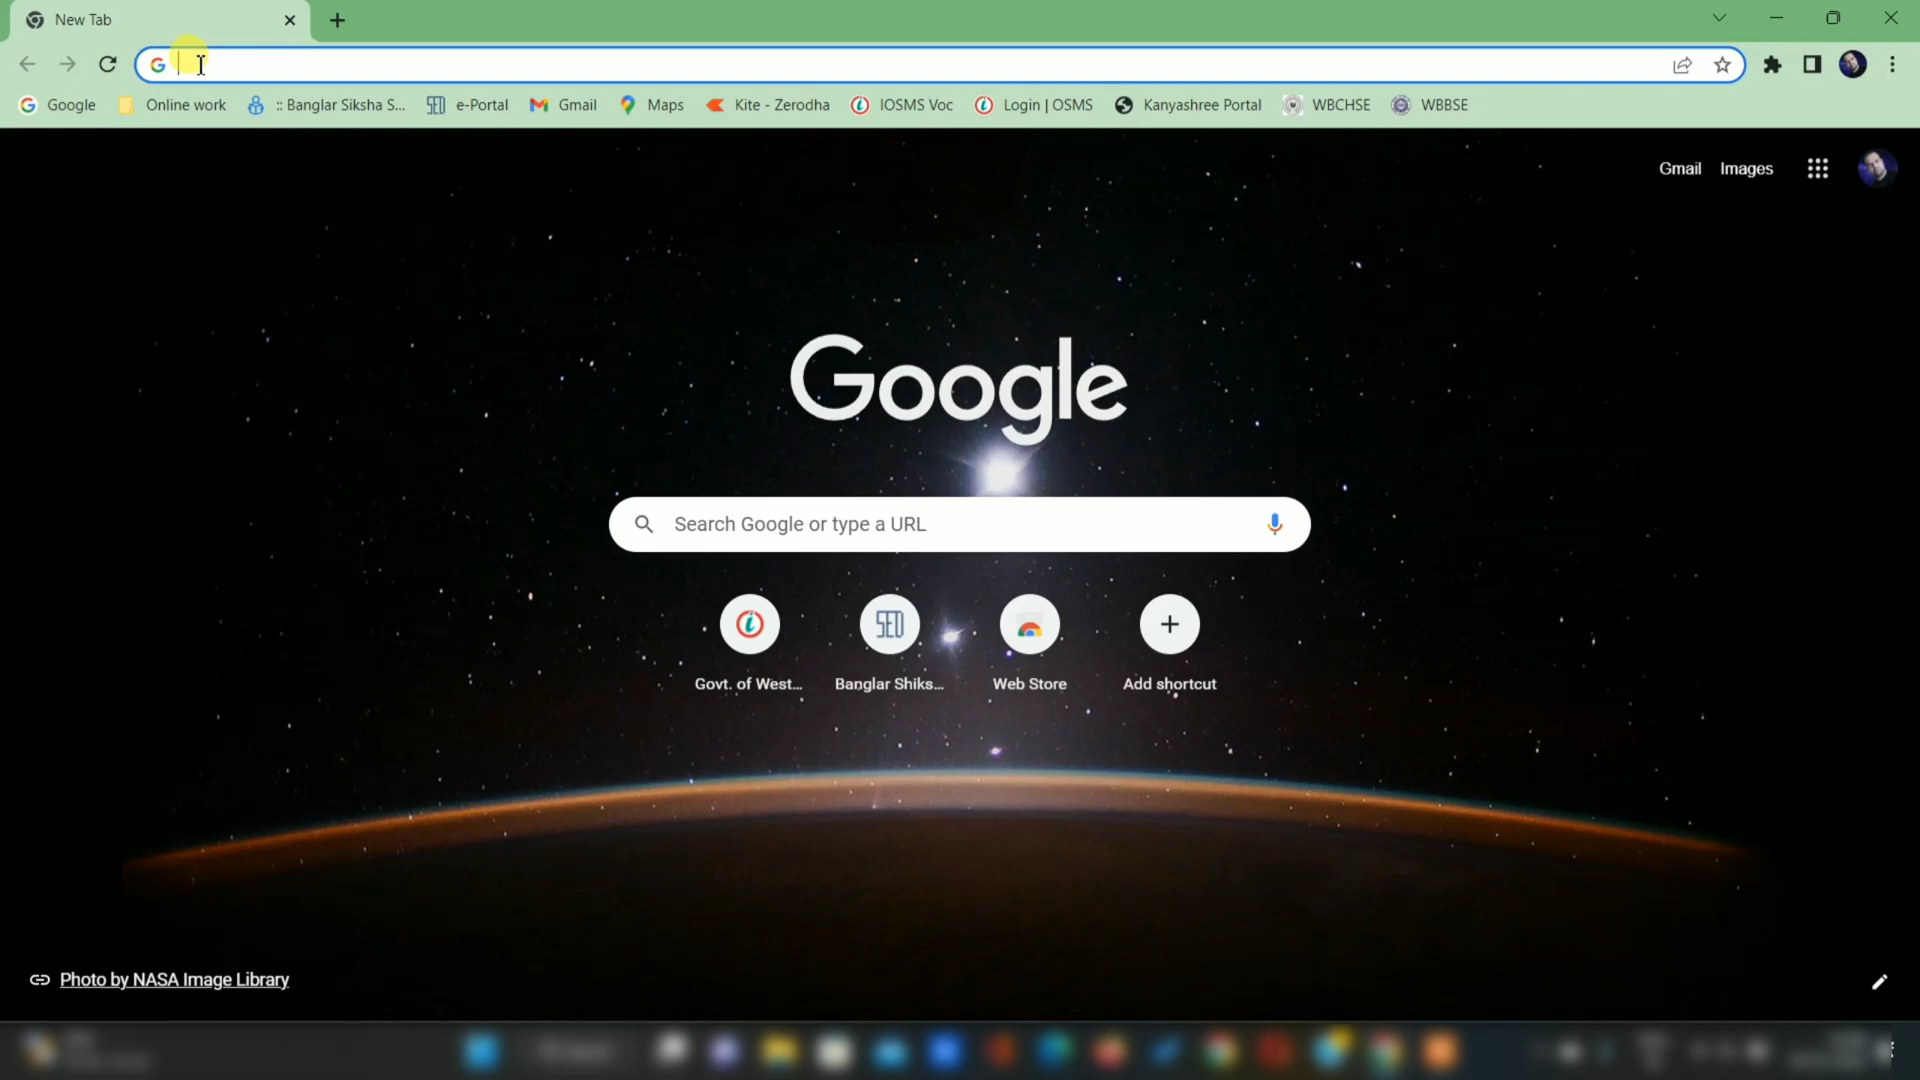 New Tab
Google Online work :: Banglar Siksha S... e-Portal Gmail Maps Kite - Zerodha IOSMS Voc Login | OSMS Kanyashree Portal WBCHSE WBBSE
Gmail Images
Google
Search Google or type a URL
Govt. of West... Banglar Shiks... Web Store Add shortcut
Photo by NASA Image Library